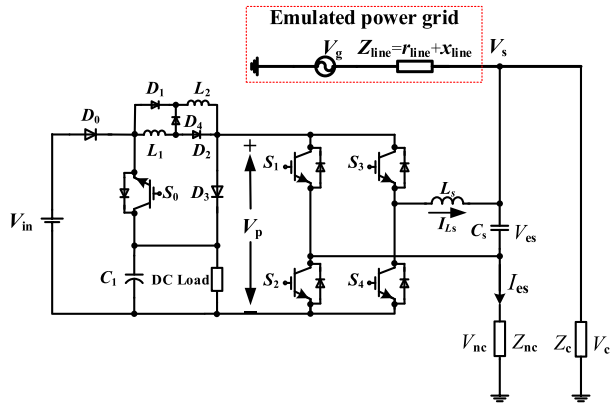 Emulated power grid
Vg Zline=rline+xline Vs
D1 L2
D0 D4
L1 D2
S1 S3
S0 D3 Ls
Vin Vp ILs Cs Ves
C1 DC Load S2 S4 Ies
Vnc Znc Zc Vc